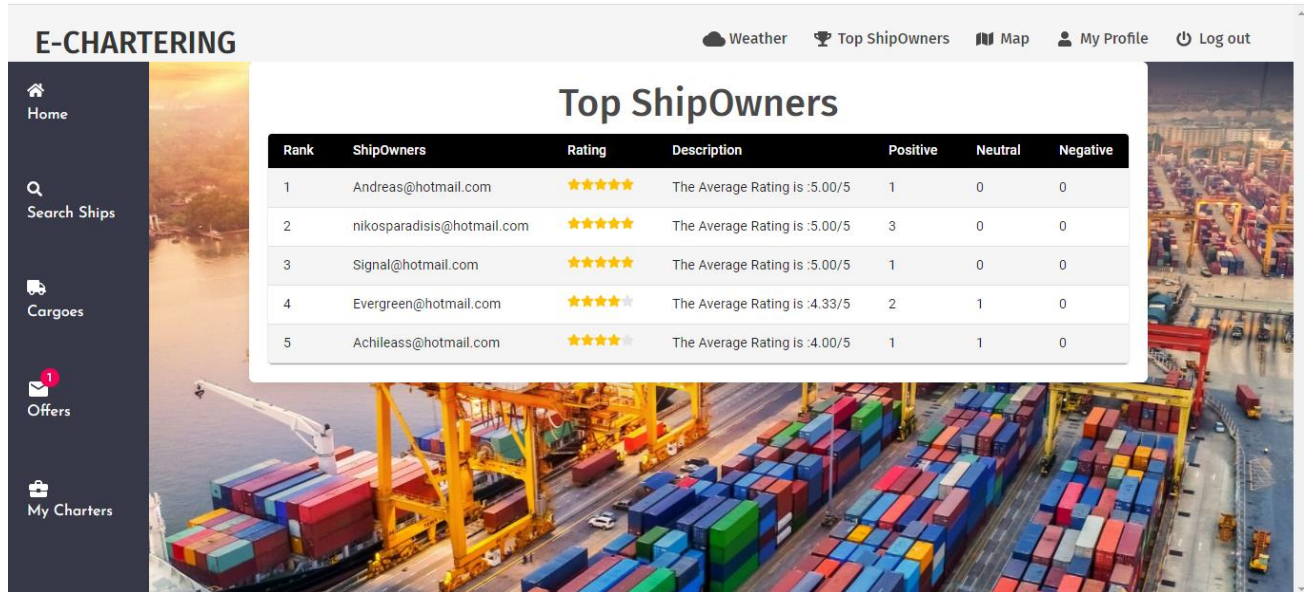 E-CHARTERING
Weather Top ShipOwners Map My Profile Log out
Home
Search Ships
Cargoes
1
Offers
My Charters
Top ShipOwners
Rank ShipOwners Rating Description Positive Neutral Negative
1 Andreas@hotmail.com The Average Rating is :5.00/5 1 0 0
2 nikosparadisis@hotmail.com The Average Rating is :5.00/5 3 0 0
3 Signal@hotmail.com The Average Rating is :5.00/5 1 0 0
4 Evergreen@hotmail.com The Average Rating is :4.33/5 2 1 0
5 Achileass@hotmail.com The Average Rating is :4.00/5 1 1 0